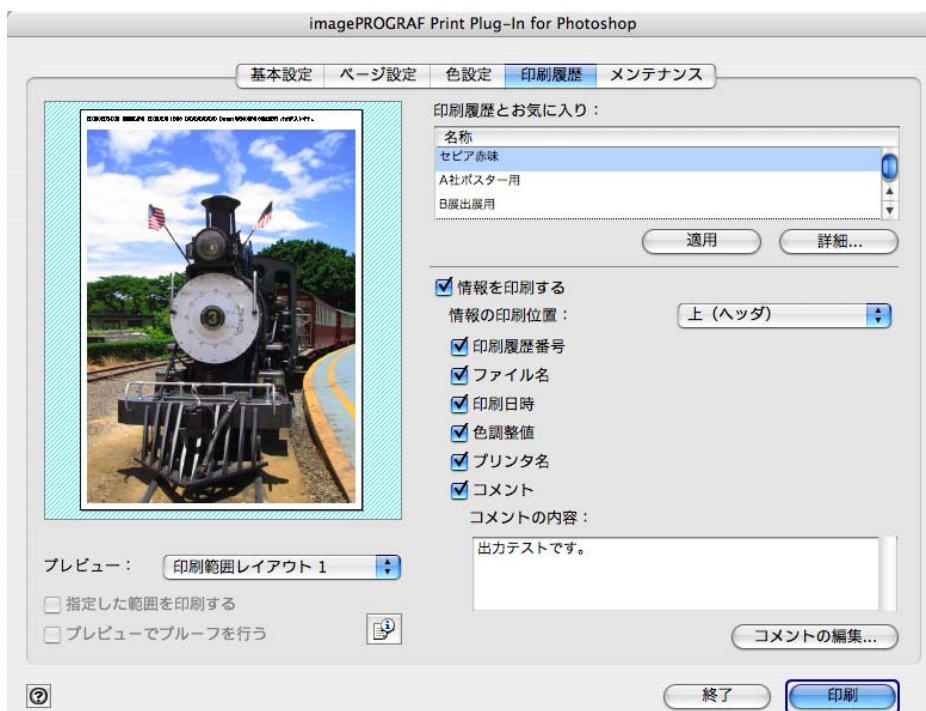 imagePROGRAF Print Plug-In for Photoshop
基本設定 ページ設定 色設定 印刷履歴 メンテナンス
印刷履歴とお気に入り：
名称
セピア赤味
A社ポスター用
B展出展用
適用 詳細...
情報を印刷する
情報の印刷位置： 上（ヘッダ）
印刷履歴番号
ファイル名
印刷日時
色調整値
プリンタ名
コメント
コメントの内容：
出力テストです。
コメントの編集...
3
プレビュー： 印刷範囲レイアウト 1
指定した範囲を印刷する
プレビューでプルーフを行う
? 終了 印刷